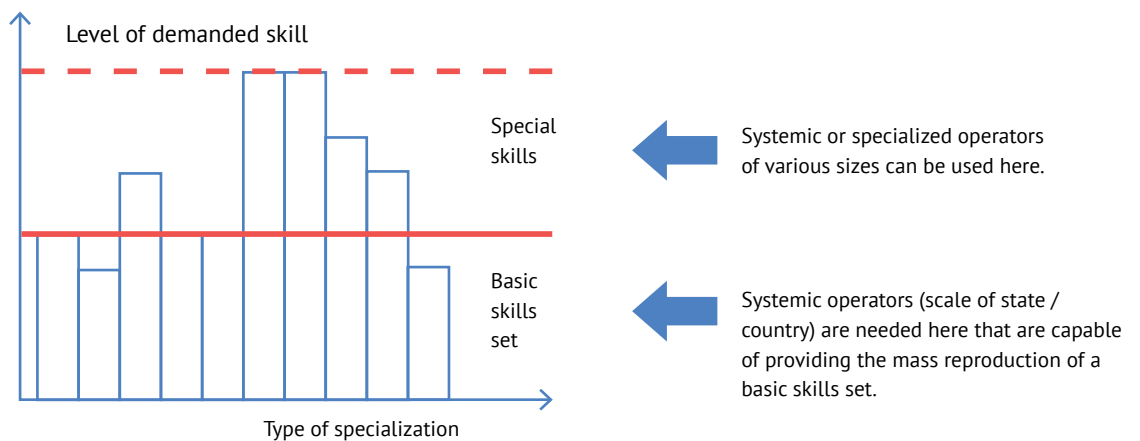 Level of demanded skill
Special
skills
Systemic or specialized operators
of various sizes can be used here.
Basic
skills
set
Systemic operators (scale of state /
country) are needed here that are capable
of providing the mass reproduction of a
basic skills set.
Type of specialization